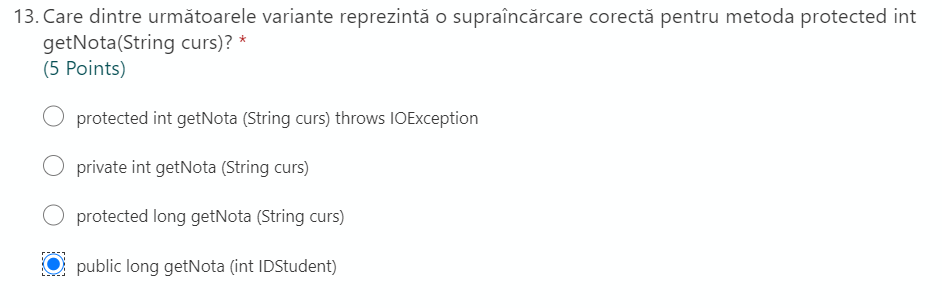 13. Care dintre următoarele variante reprezintă o supraîncărcare corectă pentru metoda protected int
getNota(String curs)? *
(5 Points)
protected int getNota (String curs) throws IOException
private int getNota (String curs)
protected long getNota (String curs)
public long getNota (int IDStudent)